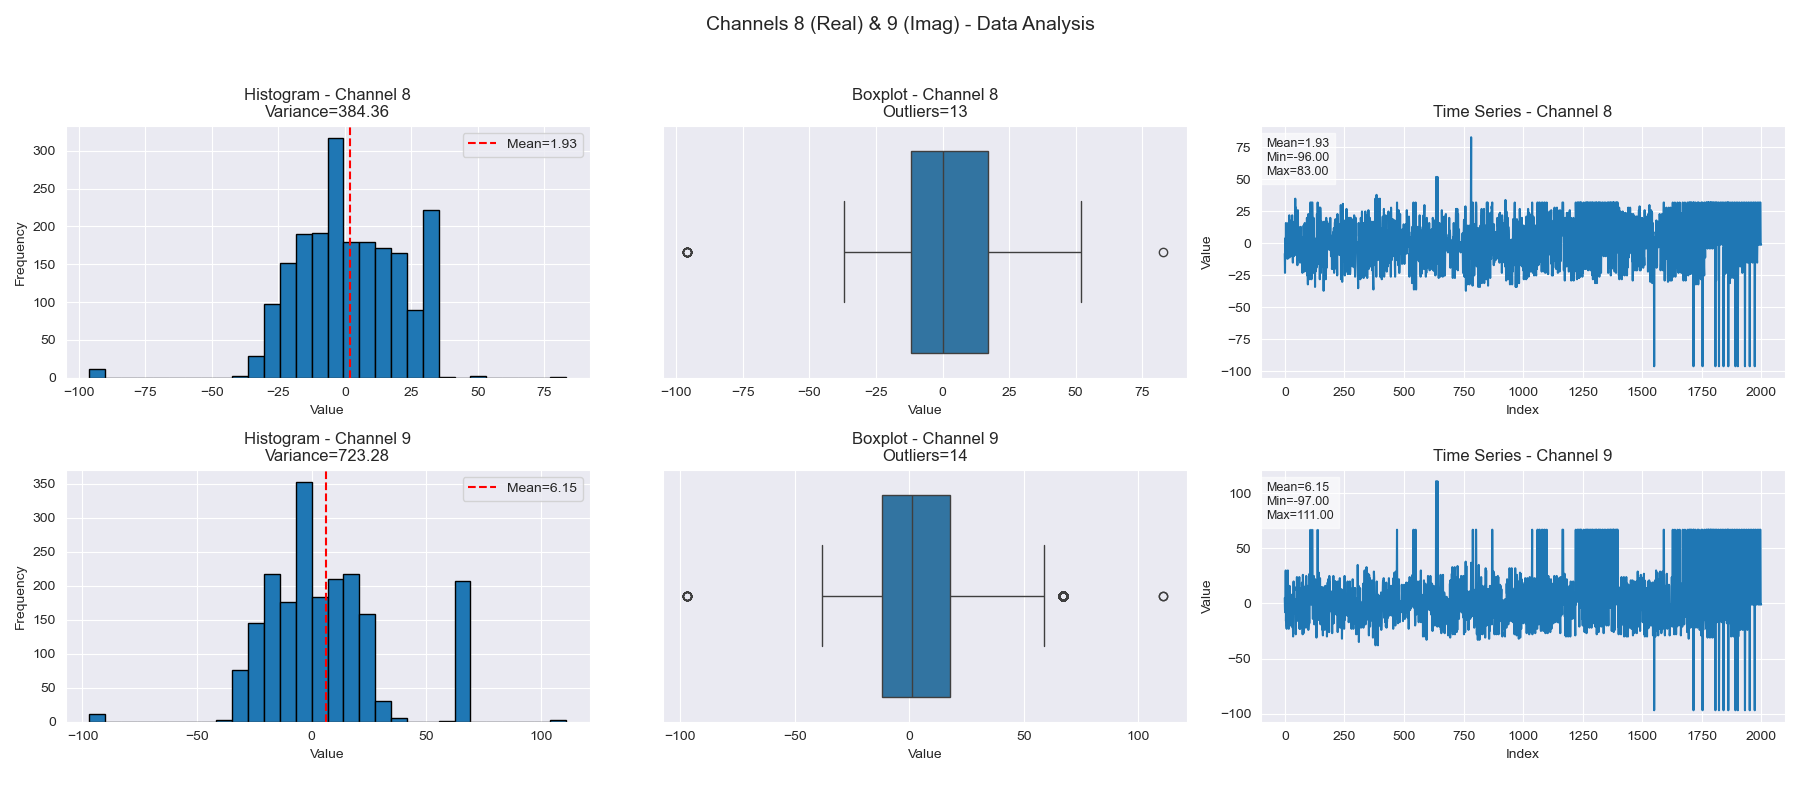 Channels 8 (Real) & 9 (Imag) - Data Analysis
Histogram - Channel 8
Variance=384.36
Mean=1.93
Frequency
300
250
200
150
100
50
0
−100
−75
−50
−25
0
25
50
75
Value
Boxplot - Channel 8
Outliers=13
−100
−75
−50
−25
0
25
50
75
Value
Time Series - Channel 8
Mean=1.93
Min=-96.00
Max=83.00
Value
75
50
25
0
−25
−50
−75
−100
0
250
500
750
1000
1250
1500
1750
2000
Index
Histogram - Channel 9
Variance=723.28
Mean=6.15
Frequency
350
300
250
200
150
100
50
0
−100
−50
0
50
100
Value
Boxplot - Channel 9
Outliers=14
−100
−50
0
50
100
Value
Time Series - Channel 9
Mean=6.15
Min=-97.00
Max=111.00
Value
100
50
0
−50
−100
0
250
500
750
1000
1250
1500
1750
2000
Index